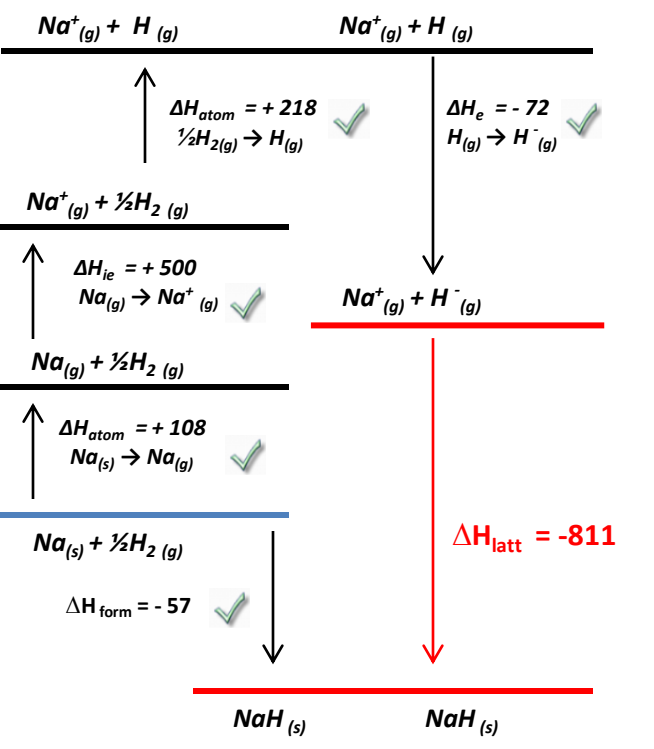 Na⁺(g) + H (g)
Na⁺(g) + H (g)
ΔHatom = + 218
½H2(g) → H(g)
ΔHe = - 72
H(g) → H⁻(g)
Na⁺(g) + ½H2 (g)
ΔHie = + 500
Na(g) → Na⁺ (g)
Na⁺(g) + H⁻(g)
Na(g) + ½H2 (g)
ΔHatom = + 108
Na(s) → Na(g)
Na(s) + ½H2 (g)
ΔHlatt = -811
ΔH form = - 57
NaH (s)
NaH (s)